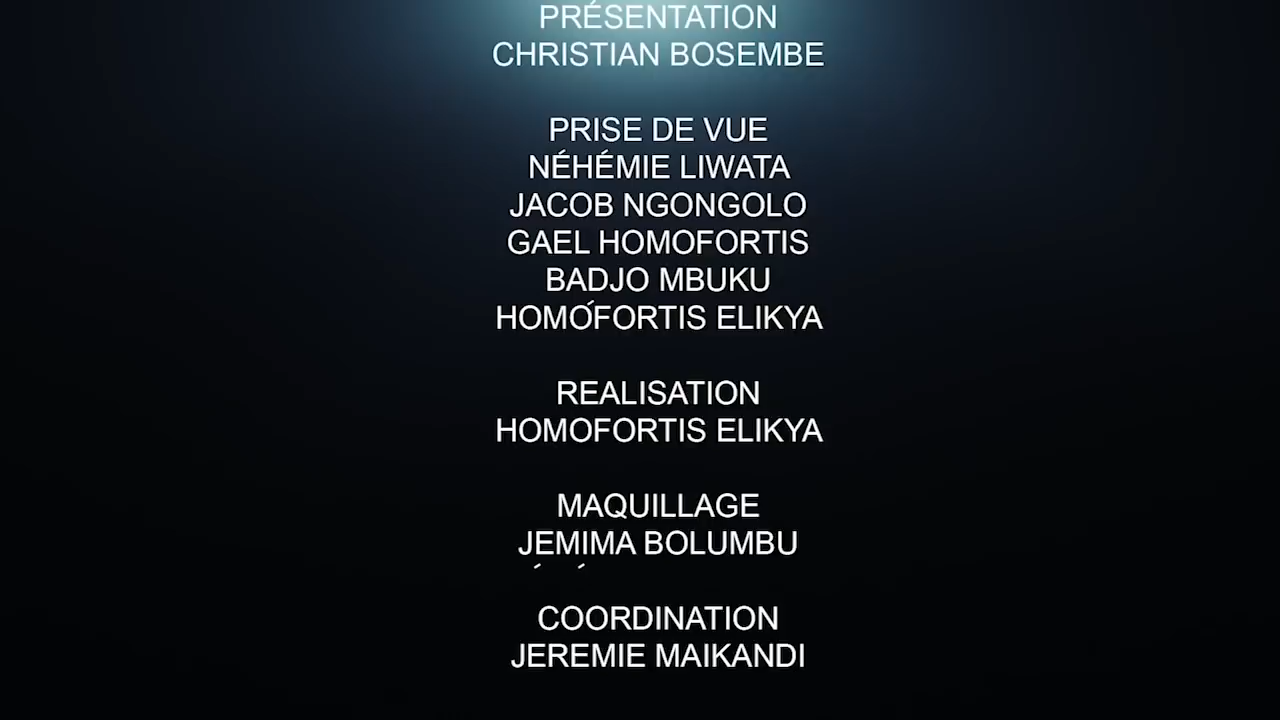 PRÉSENTATION
CHRISTIAN BOSEMBE
PRISE DE VUE
NÉHÉMIE LIWATA
JACOB NGONGOLO
GAEL HOMOFORTIS
BADJO MBUKU
HOMOFORTIS ELIKYA
REALISATION
HOMOFORTIS ELIKYA
MAQUILLAGE
JEMIMA BOLUMBU
COORDINATION
JEREMIE MAIKANDI